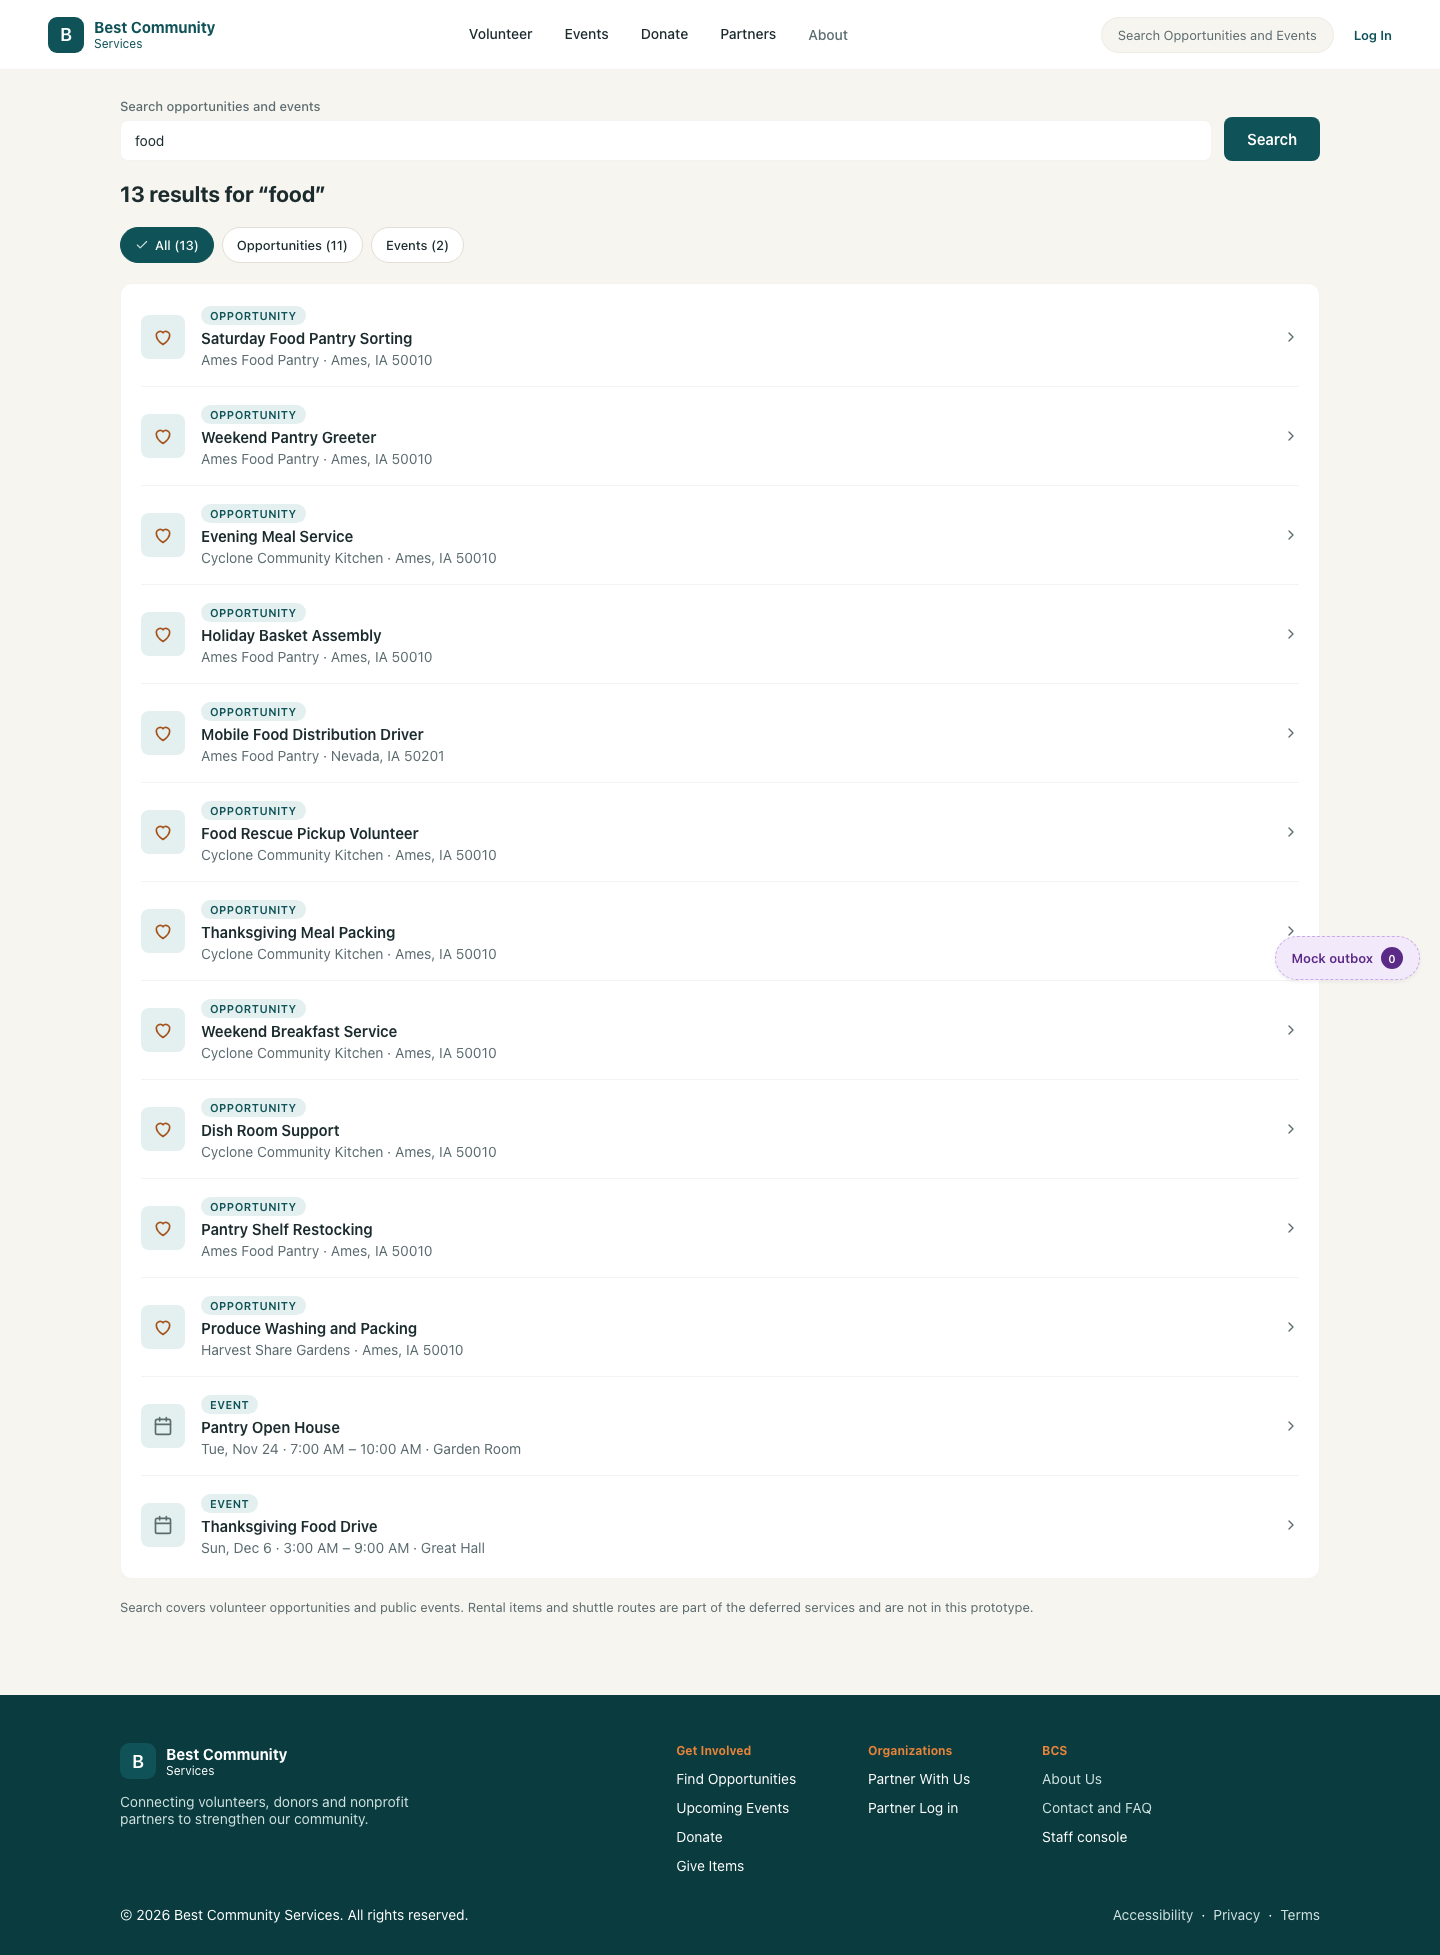 B
Best Community
Services
Volunteer
Events
Donate
Partners
About
Search Opportunities and Events
Log In
Search opportunities and events
food
Search
13 results for “food”
All (13)
Opportunities (11)
Events (2)
OPPORTUNITY
Saturday Food Pantry Sorting
Ames Food Pantry · Ames, IA 50010
OPPORTUNITY
Weekend Pantry Greeter
Ames Food Pantry · Ames, IA 50010
OPPORTUNITY
Evening Meal Service
Cyclone Community Kitchen · Ames, IA 50010
OPPORTUNITY
Holiday Basket Assembly
Ames Food Pantry · Ames, IA 50010
OPPORTUNITY
Mobile Food Distribution Driver
Ames Food Pantry · Nevada, IA 50201
OPPORTUNITY
Food Rescue Pickup Volunteer
Cyclone Community Kitchen · Ames, IA 50010
OPPORTUNITY
Thanksgiving Meal Packing
Cyclone Community Kitchen · Ames, IA 50010
Mock outbox 0
OPPORTUNITY
Weekend Breakfast Service
Cyclone Community Kitchen · Ames, IA 50010
OPPORTUNITY
Dish Room Support
Cyclone Community Kitchen · Ames, IA 50010
OPPORTUNITY
Pantry Shelf Restocking
Ames Food Pantry · Ames, IA 50010
OPPORTUNITY
Produce Washing and Packing
Harvest Share Gardens · Ames, IA 50010
EVENT
Pantry Open House
Tue, Nov 24 · 7:00 AM – 10:00 AM · Garden Room
EVENT
Thanksgiving Food Drive
Sun, Dec 6 · 3:00 AM – 9:00 AM · Great Hall
Search covers volunteer opportunities and public events. Rental items and shuttle routes are part of the deferred services and are not in this prototype.
B
Best Community
Services
Connecting volunteers, donors and nonprofit
partners to strengthen our community.
Get Involved
Find Opportunities
Upcoming Events
Donate
Give Items
Organizations
Partner With Us
Partner Log in
BCS
About Us
Contact and FAQ
Staff console
© 2026 Best Community Services. All rights reserved.
Accessibility · Privacy · Terms